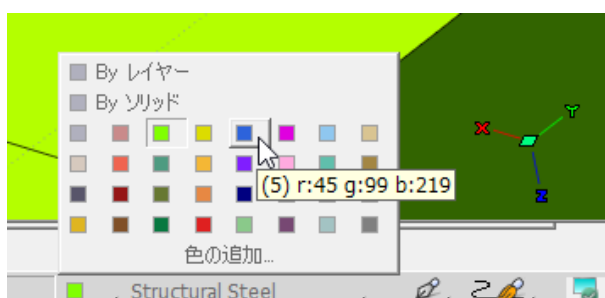 By レイヤー
By ソリッド
X
Y
(5) r:45 g:99 b:219
Z
色の追加...
Structural Steel